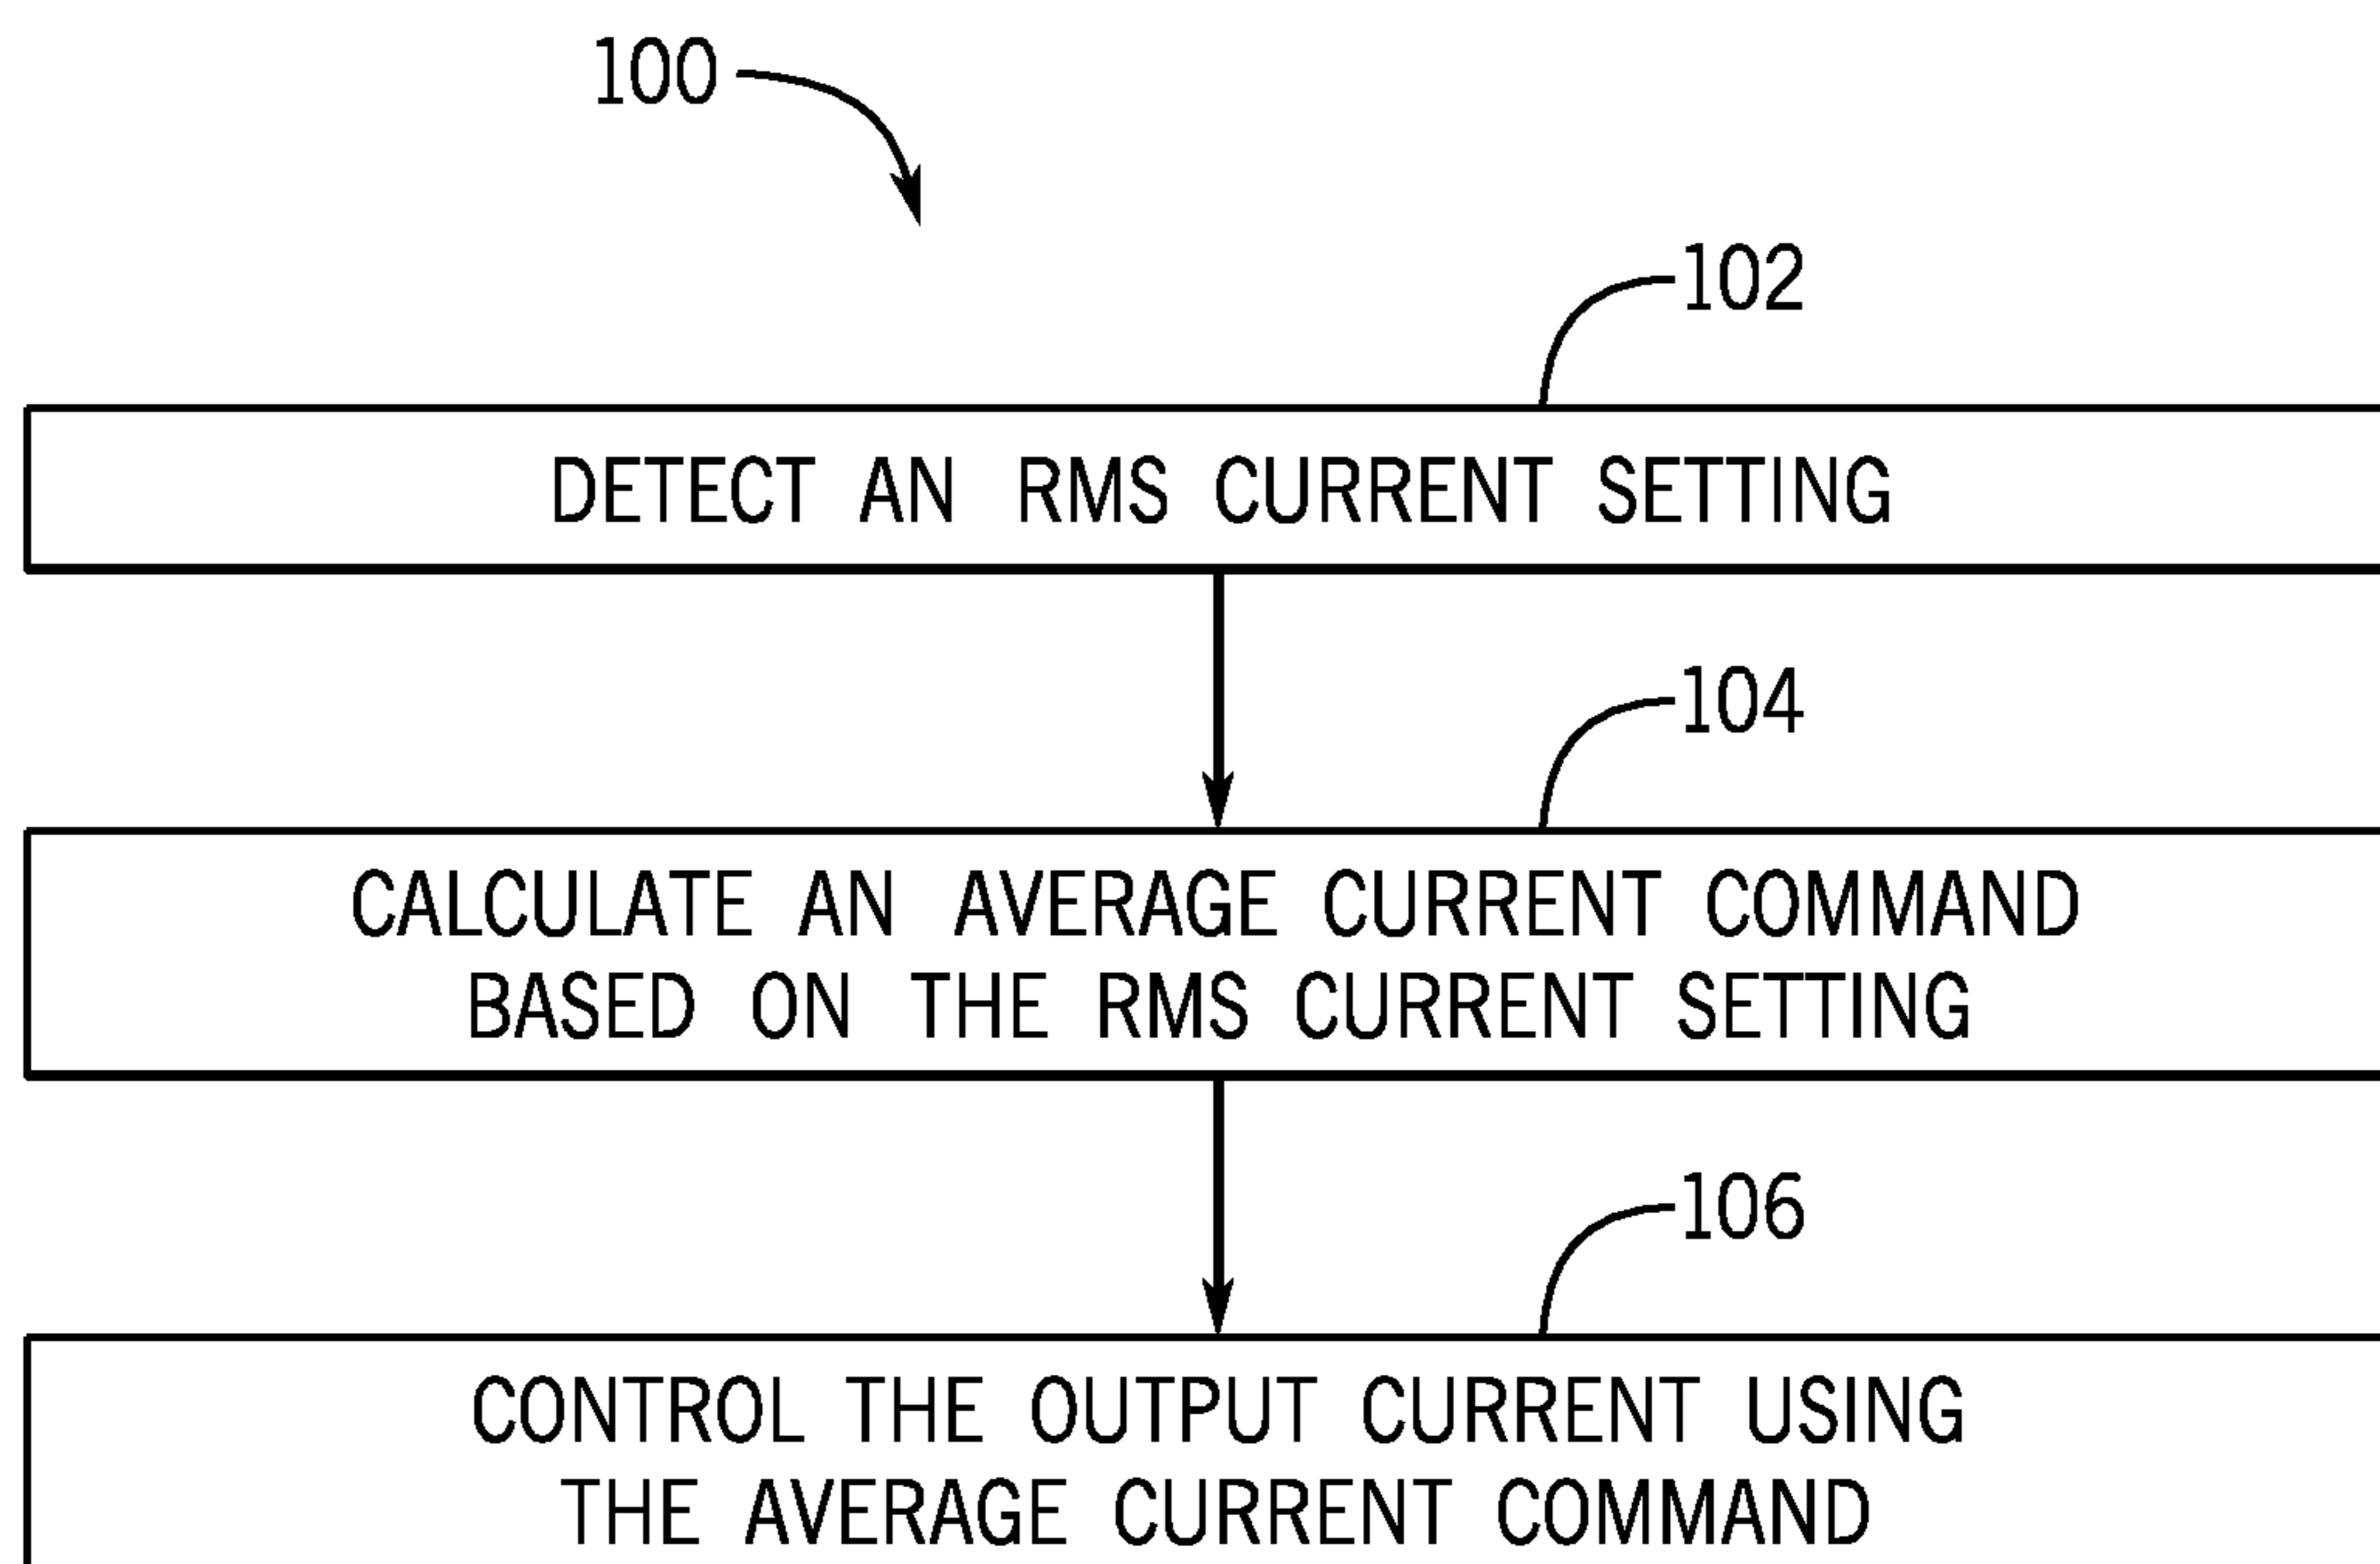 100
102
DETECT AN RMS CURRENT SETTING
104
CALCULATE AN AVERAGE CURRENT COMMAND
BASED ON THE RMS CURRENT SETTING
106
CONTROL THE OUTPUT CURRENT USING
THE AVERAGE CURRENT COMMAND